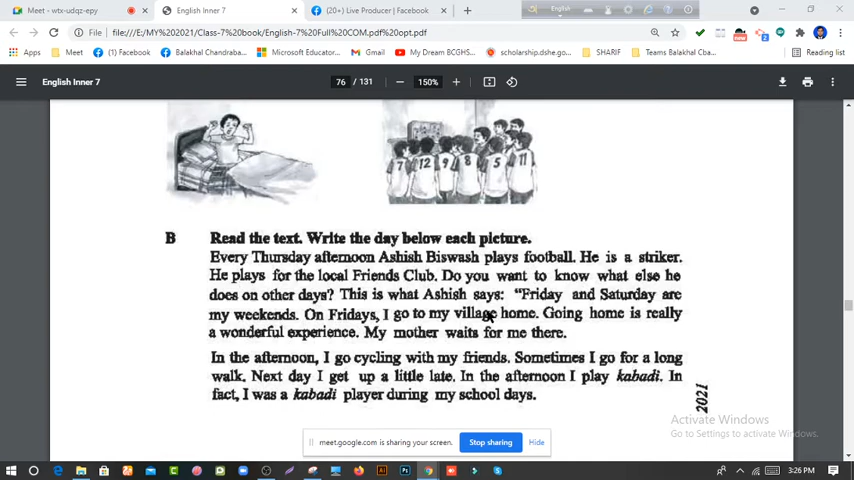 Meet - wtx-udqz-epy
English Inner 7
(20+) Live Producer | Facebook
English
File | file:///E:/MY%202021/Class-7%20book/English-7%20Full%20COM.pdf%20opt.pdf
Apps
M
(1) Facebook
Balakhal Chandraba...
Microsoft Educator...
Gmail
My Dream BCGHS...
scholarship.dshe.go...
SHARIF
Teams Balakhal Cha...
Reading list
English Inner 7
76 / 131
150%
7 12 9 8 5 11
B Read the text. Write the day below each picture.
Every Thursday afternoon Ashish Biswash plays football. He is a striker.
He plays for the local Friends Club. Do you want to know what else he
does on other days? This is what Ashish says: “Friday and Saturday are
my weekends. On Fridays, I go to my village home. Going home is really
a wonderful experience. My mother waits for me there.
In the afternoon, I go cycling with my friends. Sometimes I go for a long
walk. Next day I get up a little late. In the afternoon I play kabadi. In
fact, I was a kabadi player during my school days.
2021
Activate Windows
Go to Settings to activate Windows.
meet.google.com is sharing your screen.
Stop sharing
Hide
3:26 PM